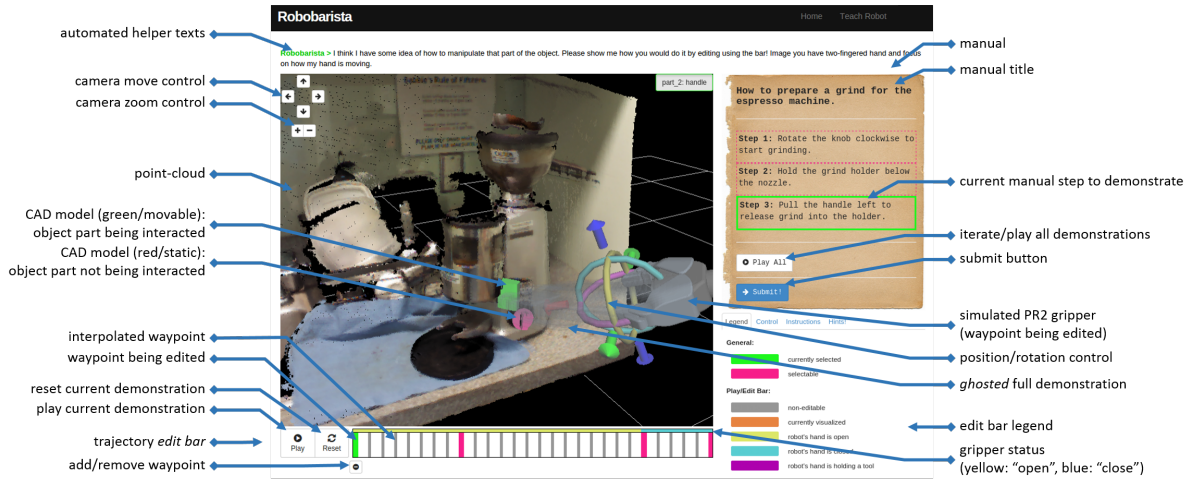 Robobarista
Home
Teach Robot
Robobarista > I think I have some idea of how to manipulate that part of the object. Please show me how you would do it by editing using the bar! Image you have two-fingered hand and focus
on how my hand is moving.
automated helper texts
camera move control
camera zoom control
point-cloud
CAD model (green/movable):
object part being interacted
CAD model (red/static):
object part not being interacted
interpolated waypoint
waypoint being edited
reset current demonstration
play current demonstration
trajectory edit bar
add/remove waypoint
part_2: handle
Play
Reset
How to prepare a grind for the
espresso machine.
Step 1: Rotate the knob clockwise to
start grinding.
Step 2: Hold the grind holder below
the nozzle.
Step 3: Pull the handle left to
release grind into the holder.
Play All
Submit!
Legend
Control
Instructions
Hints!
General:
currently selected
selectable
Play/Edit Bar:
non-editable
currently visualized
robot's hand is open
robot's hand is closed
robot's hand is holding a tool
manual
manual title
current manual step to demonstrate
iterate/play all demonstrations
submit button
simulated PR2 gripper
(waypoint being edited)
position/rotation control
ghosted full demonstration
edit bar legend
gripper status
(yellow: “open”, blue: “close”)